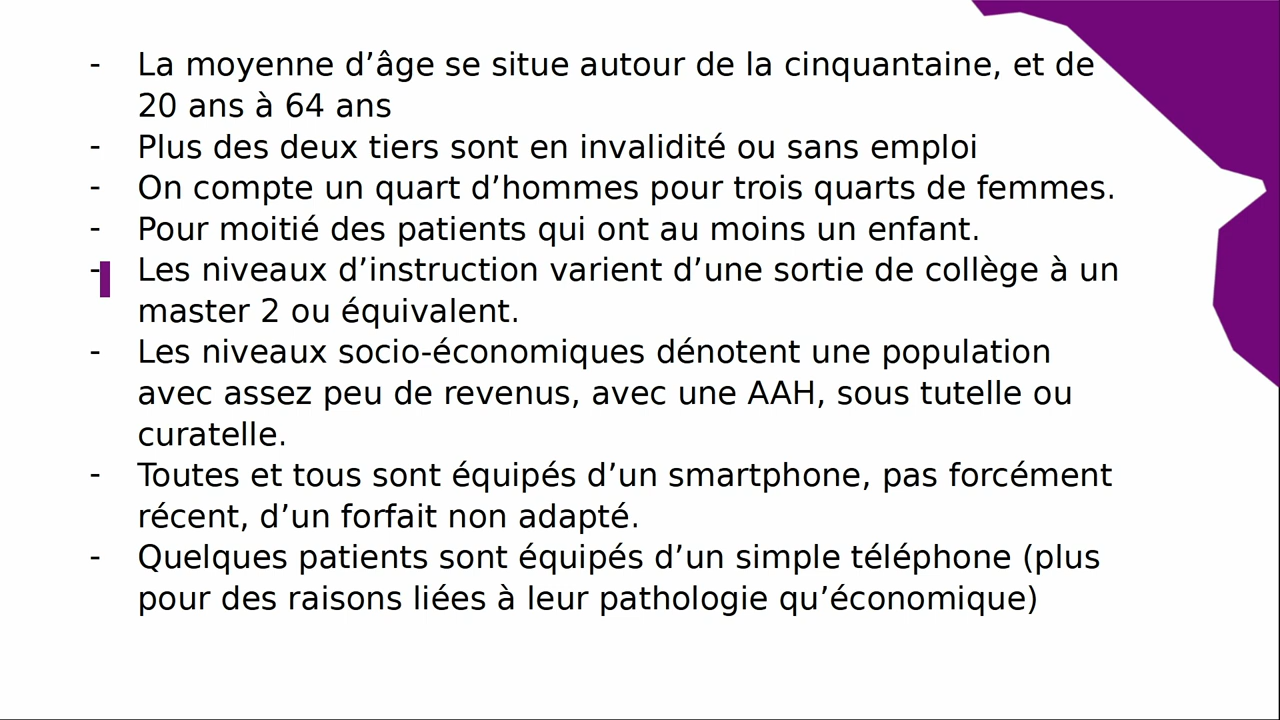 - La moyenne d’âge se situe autour de la cinquantaine, et de
20 ans à 64 ans
- Plus des deux tiers sont en invalidité ou sans emploi
- On compte un quart d’hommes pour trois quarts de femmes.
- Pour moitié des patients qui ont au moins un enfant.
- Les niveaux d’instruction varient d’une sortie de collège à un
master 2 ou équivalent.
- Les niveaux socio-économiques dénotent une population
avec assez peu de revenus, avec une AAH, sous tutelle ou
curatelle.
- Toutes et tous sont équipés d’un smartphone, pas forcément
récent, d’un forfait non adapté.
- Quelques patients sont équipés d’un simple téléphone (plus
pour des raisons liées à leur pathologie qu’économique)